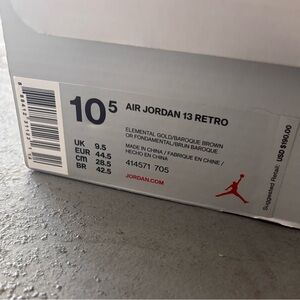 10 5
AIR JORDAN 13 RETRO
ELEMENTAL GOLD/BAROQUE BROWN
OR FONDAMENTAL/BRUN BAROQUE
MADE IN CHINA / FABRIQUE EN CHINE /
HECHO EN CHINA
UK 9.5
EUR 44.5
CM 28.5
BR 42.5
414571 705
JORDAN.COM
Suggested Retail: USD $190.00